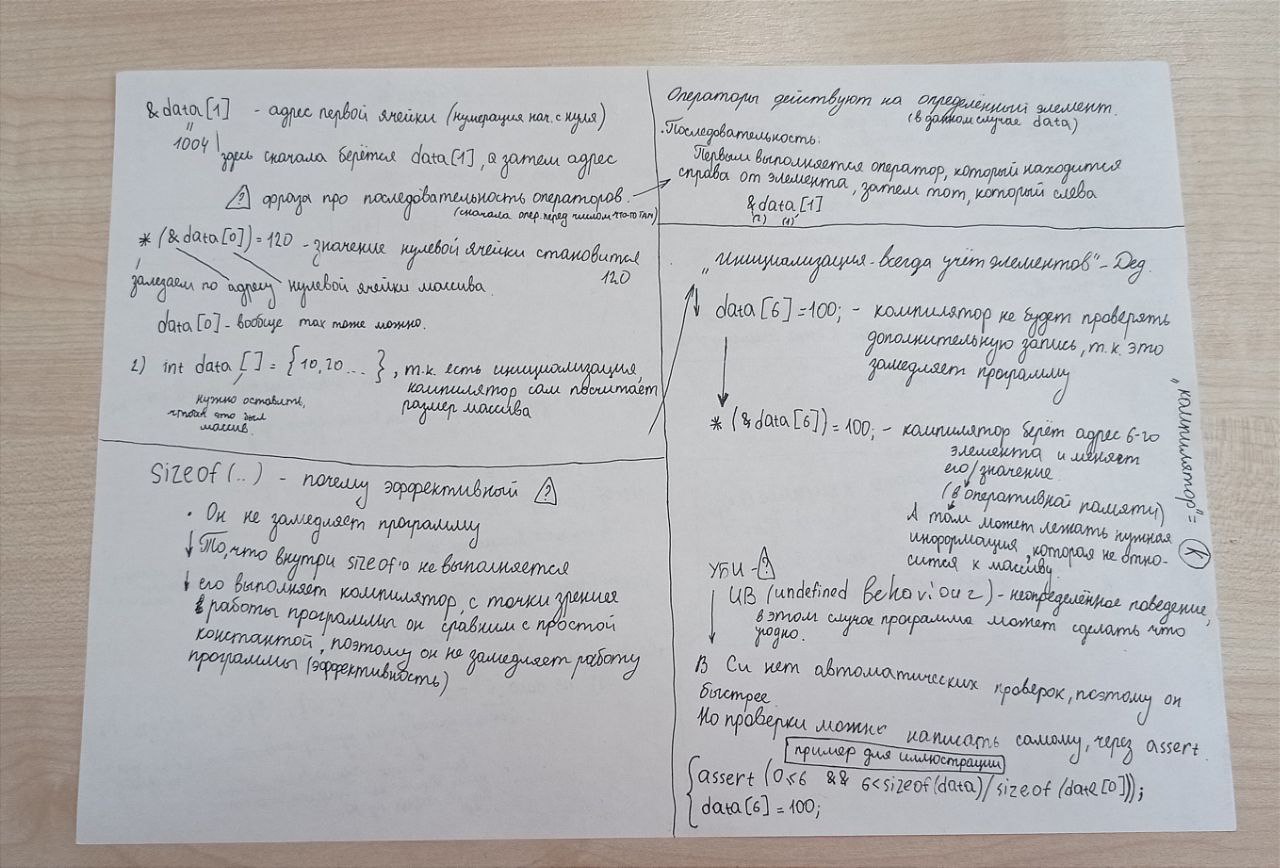 &data[1] - адрес первой ячейки (нумерация нач. с нуля)
"
1004
здесь сначала берётся data[1], а затем адрес
? фраза про последовательность операторов.
(сначала опер. перед числом что-то там)
* (&data[0]) = 120 - значение нулевой ячейки становится
120
залезаем по адресу нулевой ячейки массива.
data[0] - вообще так тоже можно.
2) int data [] = {10, 20 ... }, т.к. есть инициализация,
компилятор сам посчитает
размер массива
нужно оставить,
чтобы это был
массив.
Sizeof (..) - почему эффективный ?
• Он не замедляет программу
То, что внутри sizeof'а не выполняется
его выполняет компилятор, с точки зрения
работы программы он сравним с простой
константой, поэтому он не замедляет работу
программы (эффективность)
Операторы действуют на определённый элемент.
(в данном случае data)
. Последовательность:
Первым выполняется оператор, который находится
справа от элемента, затем тот, который слева
&data[1]
(2) (1)
„Инициализация - всегда учёт элементов" - Дед.
data[6] = 100; - компилятор не будет проверять
дополнительную запись, т.к. это
замедляет программу
* (&data[6]) = 100; - компилятор берёт адрес 6-го
элемента и меняет
его значение
(в оперативной памяти)
А там может лежать нужная
информация, которая не отно-
сится к массиву.
УБИ - ?
UB (undefined behaviour) - неопределённое поведение,
в этом случае программа может сделать что
угодно.
В Си нет автоматических проверок, поэтому он
быстрее.
Но проверки можно написать самому, через assert.
пример для иллюстрации
assert (0≤6 && 6<sizeof(data)/sizeof(data[0]));
data[6] = 100;
„компилятор" = K